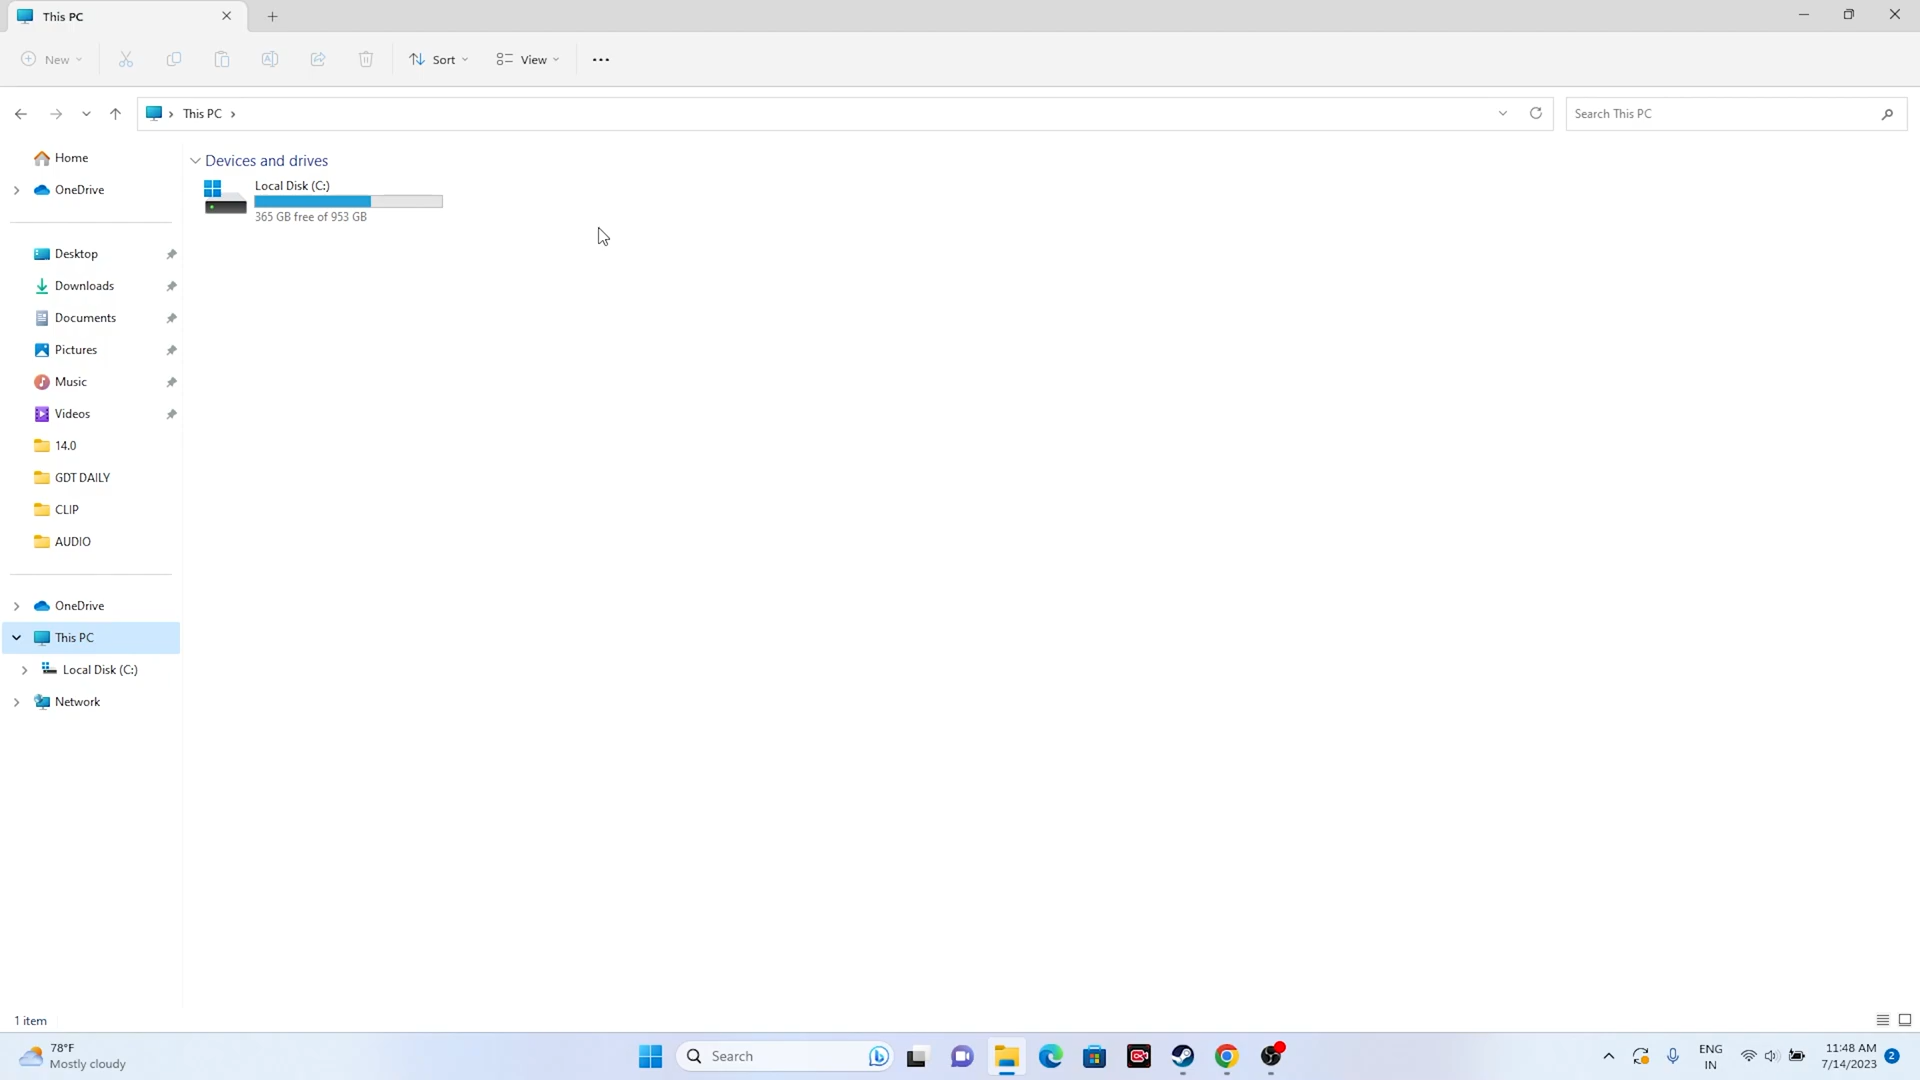 This PC
New
Sort
View
This PC
Search This PC
Home
OneDrive
Desktop
Downloads
Documents
Pictures
Music
Videos
14.0
GDT DAILY
CLIP
AUDIO
OneDrive
This PC
Local Disk (C:)
Network
Devices and drives
Local Disk (C:)
365 GB free of 953 GB
1 item
78°F
Mostly cloudy
Search
ENG
IN
11:48 AM
7/14/2023
2